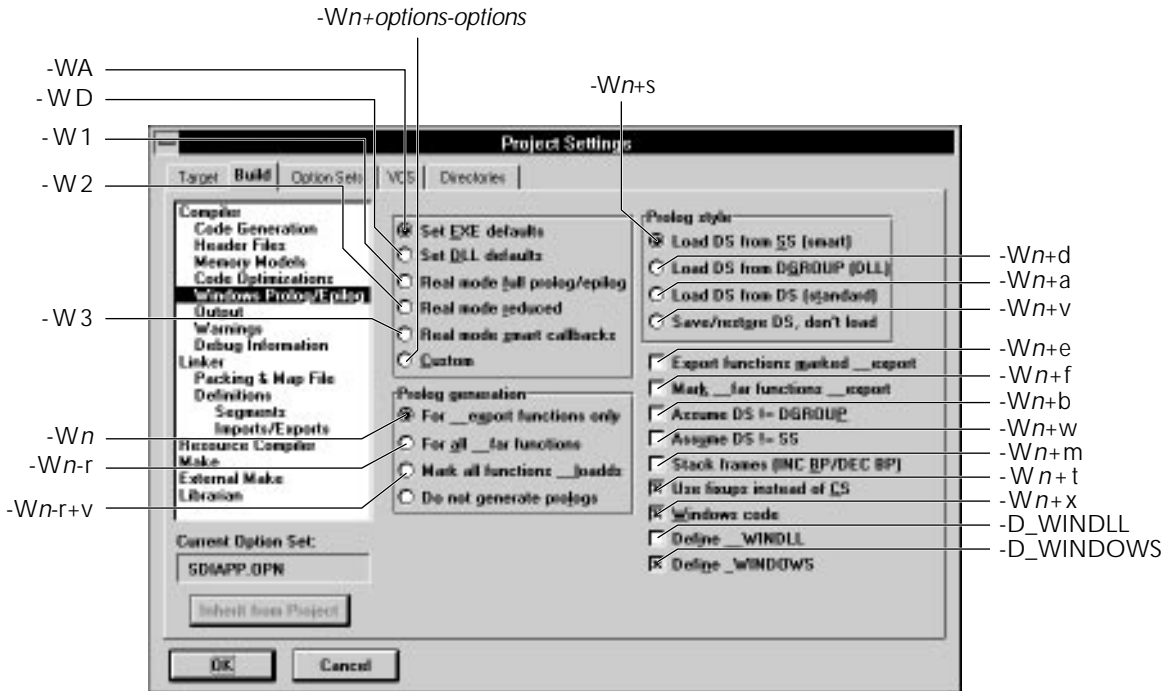 -Wn+options-options
-WA
-WD
-W1
-W2
-W3
-Wn
-Wn-r
-Wn-r+v
-Wn+s
Project Settings
Target Build Option Sets VCS Directories
Compiler
Code Generation
Header Files
Memory Models
Code Optimizations
Windows Prolog/Epilog
Output
Warnings
Debug Information
Linker
Packing & Map File
Definitions
Segments
Imports/Exports
Resource Compiler
Make
External Make
Librarian
Current Option Set:
SDIAPP.OPN
Inherit from Project
OK
Cancel
Set EXE defaults
Set DLL defaults
Real mode full prolog/epilog
Real mode reduced
Real mode smart callbacks
Custom
Prolog generation
For __export functions only
For all __far functions
Mark all functions __loadds
Do not generate prologs
Prolog style
Load DS from SS (smart)
Load DS from DGROUP (DLL)
Load DS from DS (standard)
Save/restore DS, don't load
Export functions marked __export
Mark __far functions __export
Assume DS != DGROUP
Assume DS != SS
Stack frames (INC BP/DEC BP)
Use fixups instead of CS
Windows code
Define __WINDLL
Define _WINDOWS
-Wn+d
-Wn+a
-Wn+v
-Wn+e
-Wn+f
-Wn+b
-Wn+w
-Wn+m
-Wn+t
-Wn+x
-D_WINDLL
-D_WINDOWS